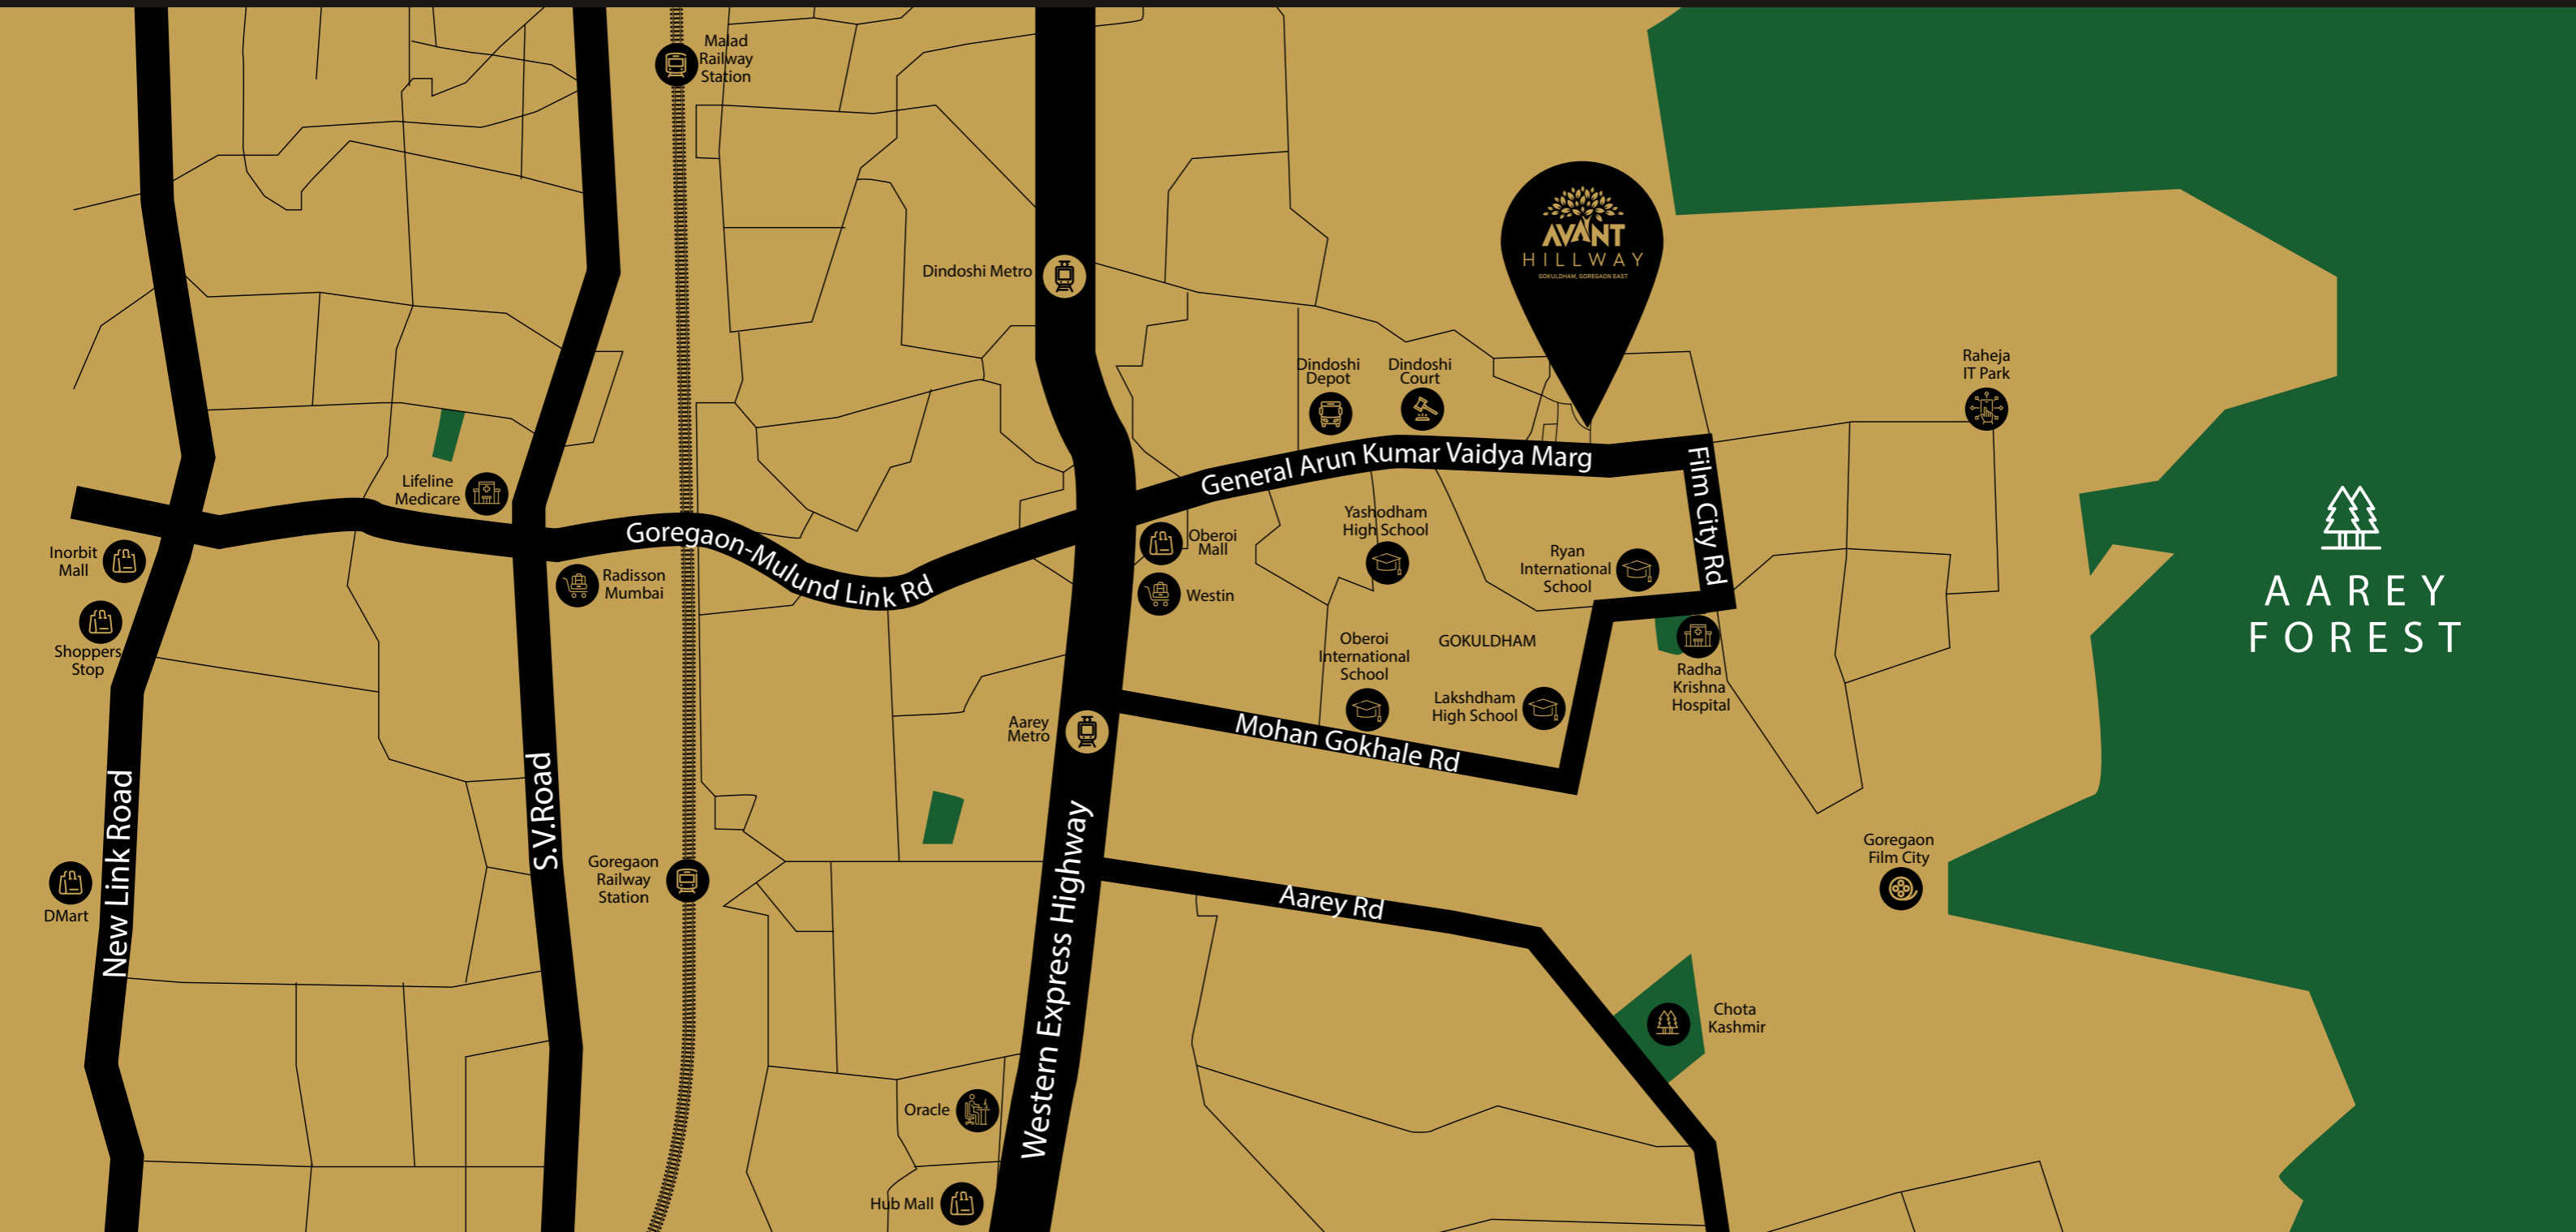 Malad
Railway
Station
AVANT
HILLWAY
GOKULDHAM, GOREGAON EAST
Dindoshi Metro
Dindoshi
Depot
Dindoshi
Court
Raheja
IT Park
General Arun Kumar Vaidya Marg
Film City Rd
Lifeline
Medicare
Goregaon-Mulund Link Rd
Yashodham
High School
Oberoi
Mall
Ryan
International
School
Inorbit
Mall
Radisson
Mumbai
Westin
AAREY
FOREST
Shoppers
Stop
Oberoi
International
School
GOKULDHAM
Radha
Krishna
Hospital
Lakshdham
High School
Aarey
Metro
Mohan Gokhale Rd
New Link Road
S.V.Road
Western Express Highway
Goregaon
Railway
Station
Goregaon
Film City
DMart
Aarey Rd
Chota
Kashmir
Oracle
Hub Mall